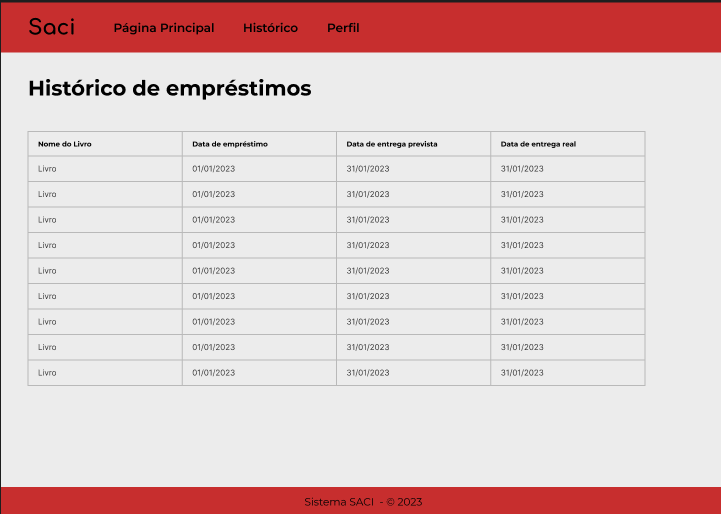 Saci Página Principal Histórico Perfil
Histórico de empréstimos
Nome do Livro Data de empréstimo Data de entrega prevista Data de entrega real
Livro 01/01/2023 31/01/2023 31/01/2023
Livro 01/01/2023 31/01/2023 31/01/2023
Livro 01/01/2023 31/01/2023 31/01/2023
Livro 01/01/2023 31/01/2023 31/01/2023
Livro 01/01/2023 31/01/2023 31/01/2023
Livro 01/01/2023 31/01/2023 31/01/2023
Livro 01/01/2023 31/01/2023 31/01/2023
Livro 01/01/2023 31/01/2023 31/01/2023
Livro 01/01/2023 31/01/2023 31/01/2023
Sistema SACI - © 2023